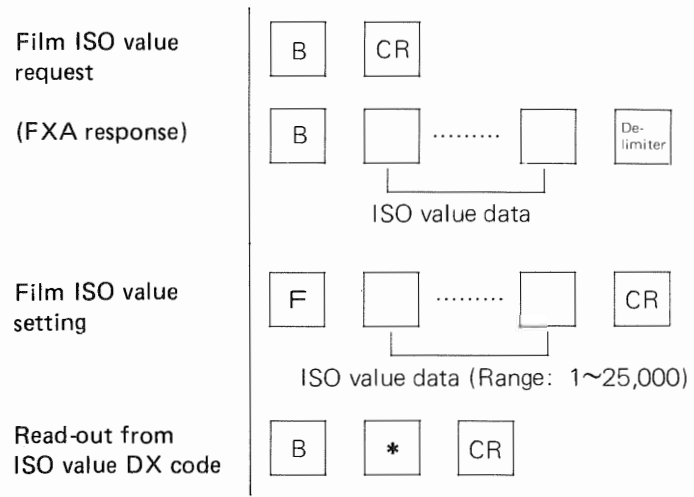 Film ISO value
request
B CR
(FXA response)
B ......... De-
limiter
ISO value data
Film ISO value
setting
F ......... CR
ISO value data (Range: 1~25,000)
Read-out from
ISO value DX code
B * CR